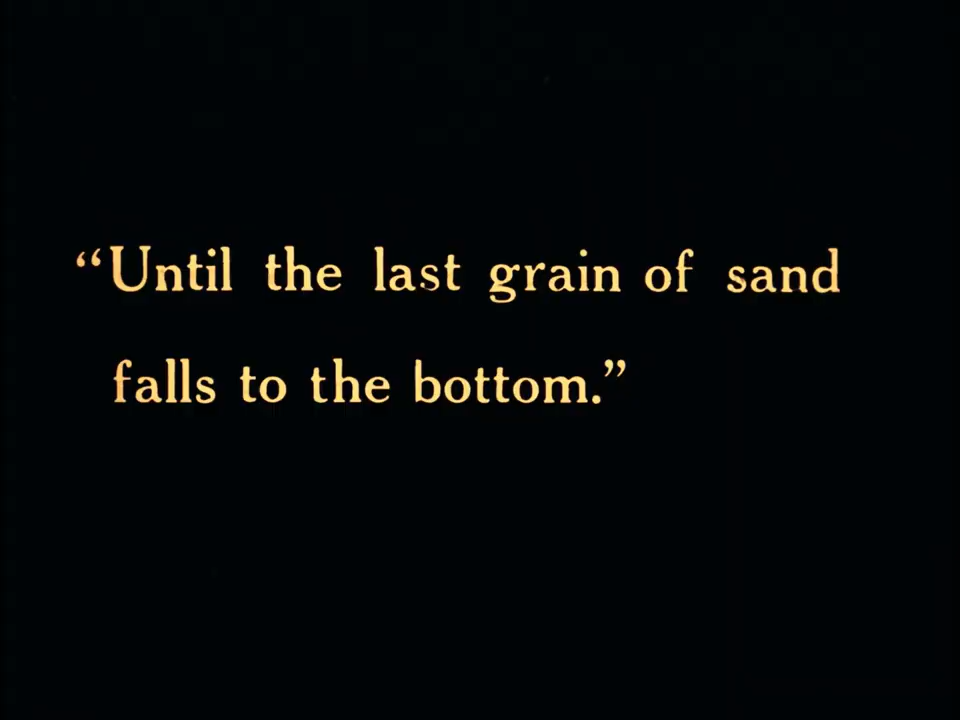 “Until the last grain of sand
falls to the bottom.”